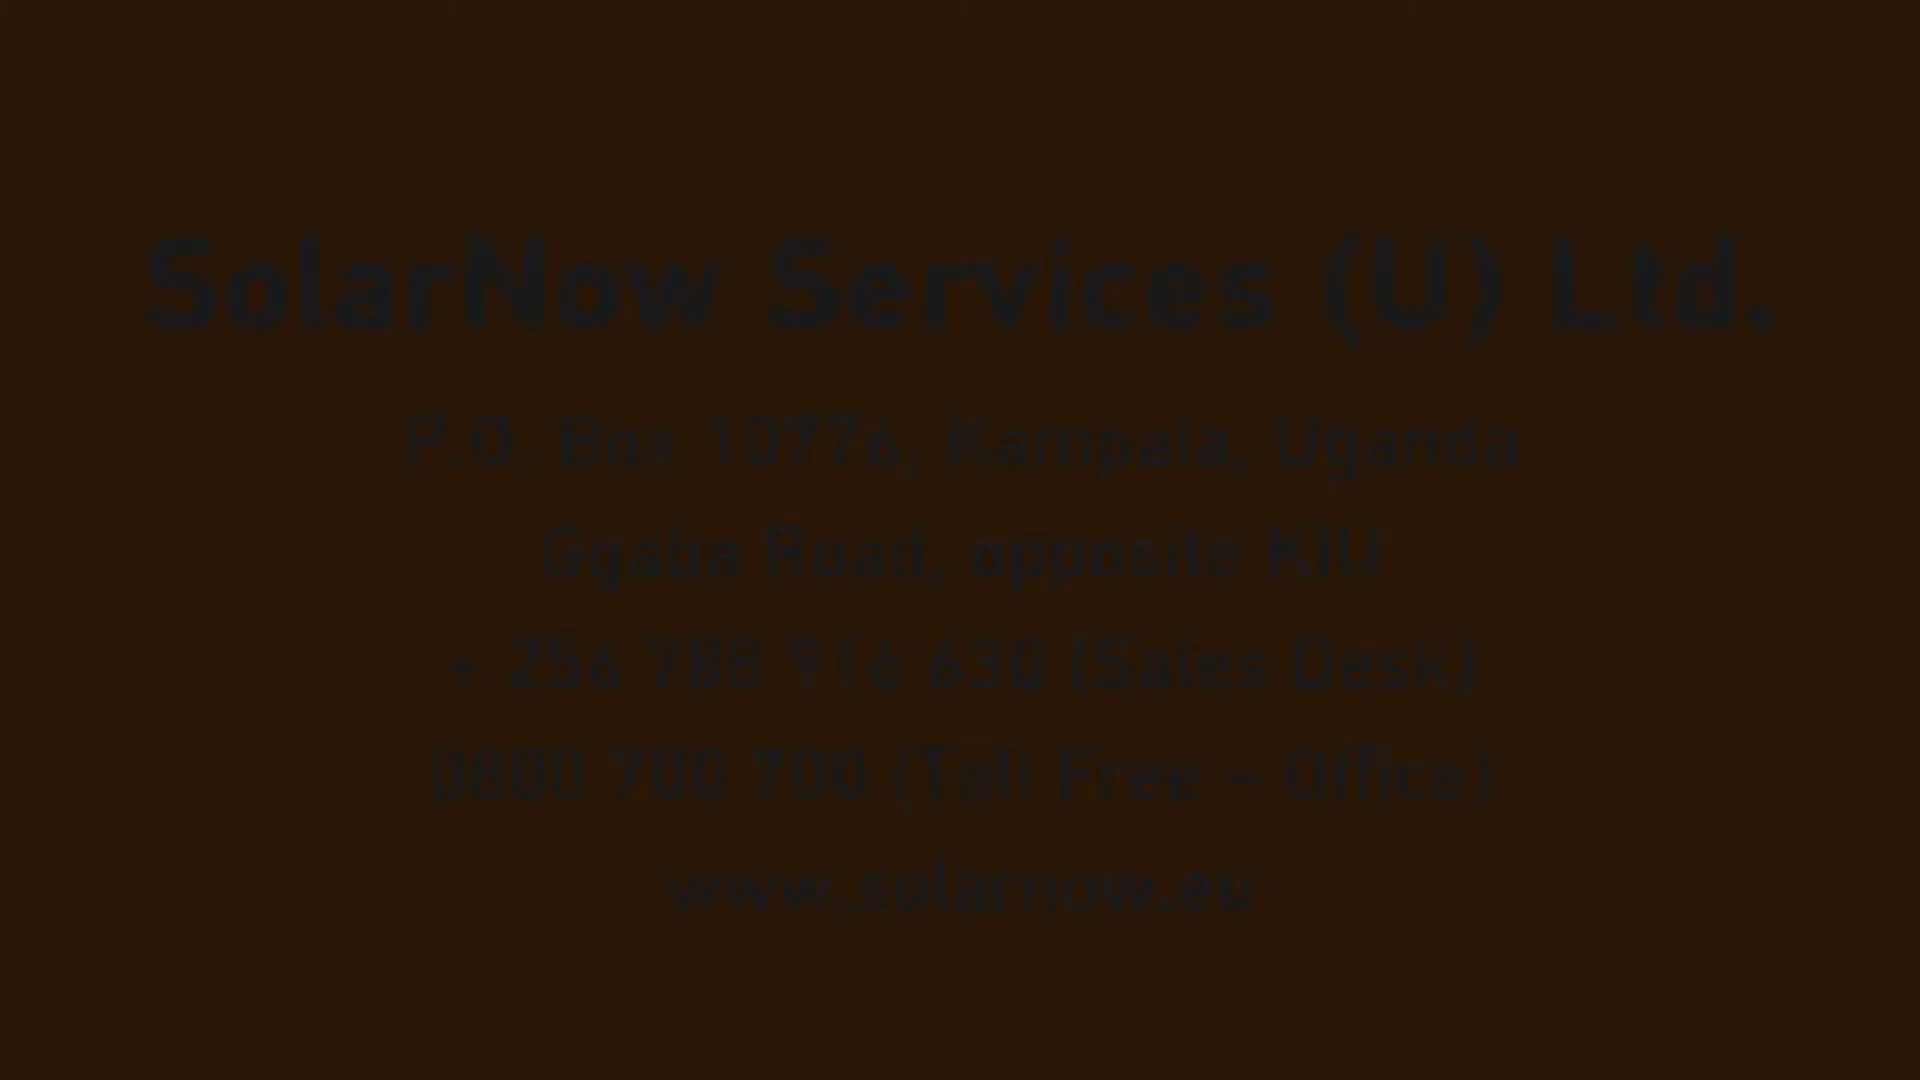 SolarNow Services (U) Ltd.
P.O. Box 10776, Kampala, Uganda
Ggaba Road, opposite KIU
+ 256 788 916 630 (Sales Desk)
0800 700 700 (Toll Free – Office)
www.solarnow.eu